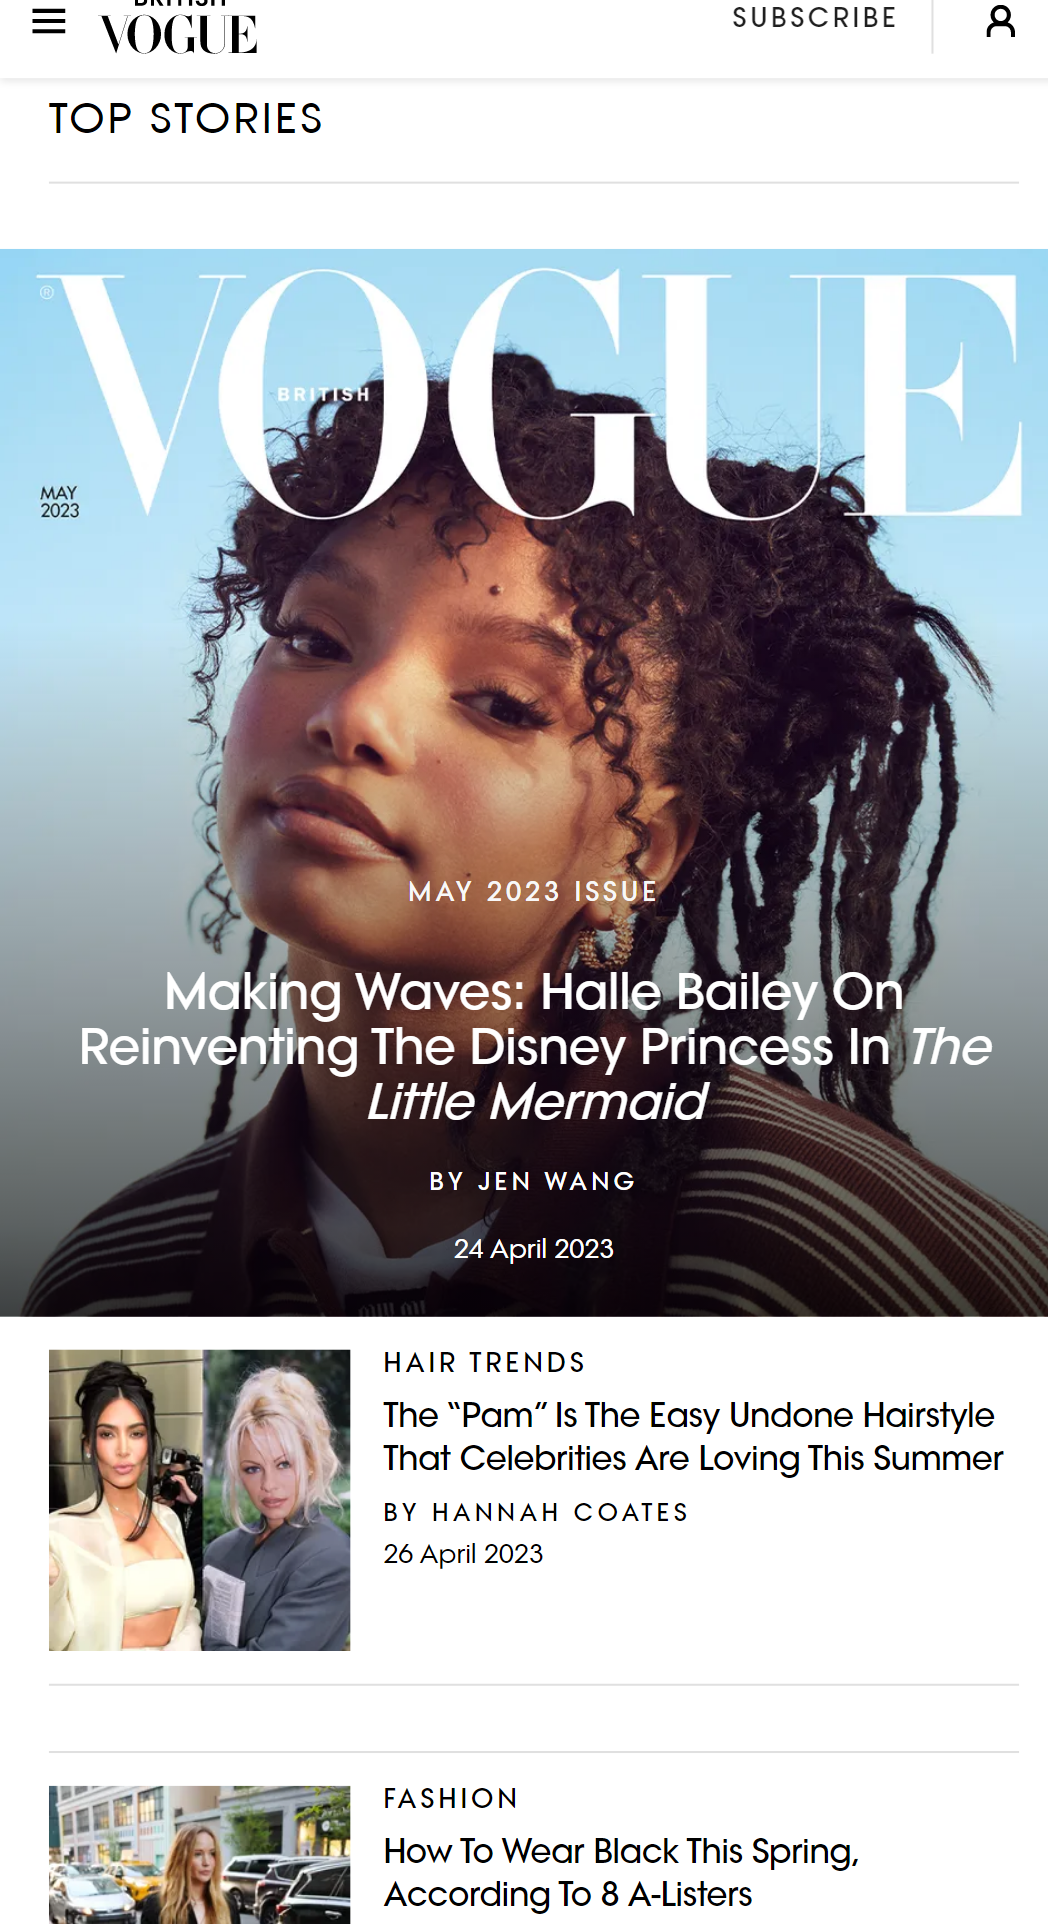 BRITISH
VOGUE
SUBSCRIBE
TOP STORIES
VOGUE
®
BRITISH
MAY
2023
MAY 2023 ISSUE
Making Waves: Halle Bailey On
Reinventing The Disney Princess In The
Little Mermaid
BY JEN WANG
24 April 2023
HAIR TRENDS
The “Pam” Is The Easy Undone Hairstyle
That Celebrities Are Loving This Summer
BY HANNAH COATES
26 April 2023
FASHION
How To Wear Black This Spring,
According To 8 A-Listers